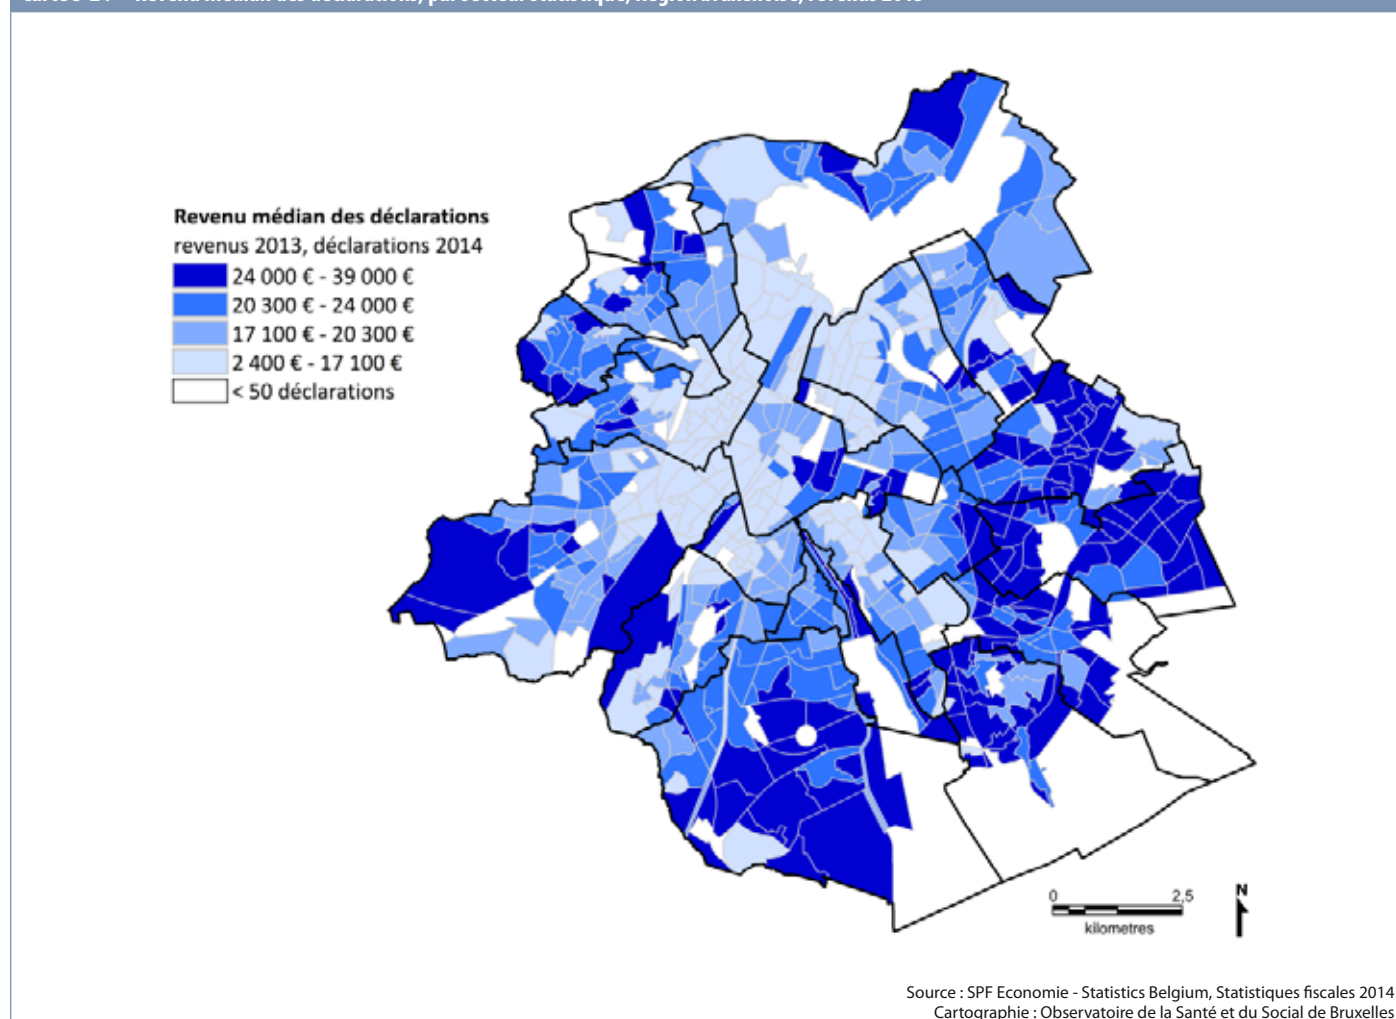 Revenu médian des déclarations
revenus 2013, déclarations 2014
24 000 € - 39 000 €
20 300 € - 24 000 €
17 100 € - 20 300 €
2 400 € - 17 100 €
< 50 déclarations
0 2,5
kilometres
N
Source : SPF Economie - Statistics Belgium, Statistiques fiscales 2014
Cartographie : Observatoire de la Santé et du Social de Bruxelles